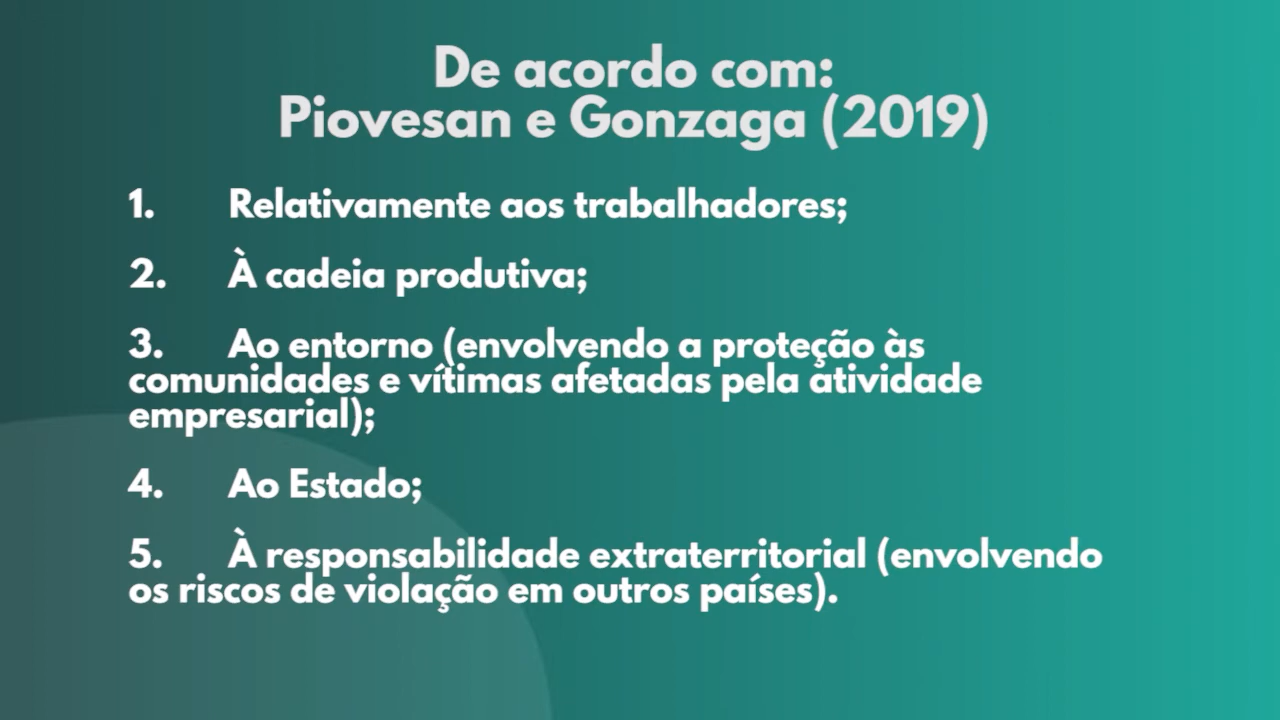 De acordo com:
Piovesan e Gonzaga (2019)
1. Relativamente aos trabalhadores;
2. À cadeia produtiva;
3. Ao entorno (envolvendo a proteção às
comunidades e vítimas afetadas pela atividade
empresarial);
4. Ao Estado;
5. À responsabilidade extraterritorial (envolvendo
os riscos de violação em outros países).